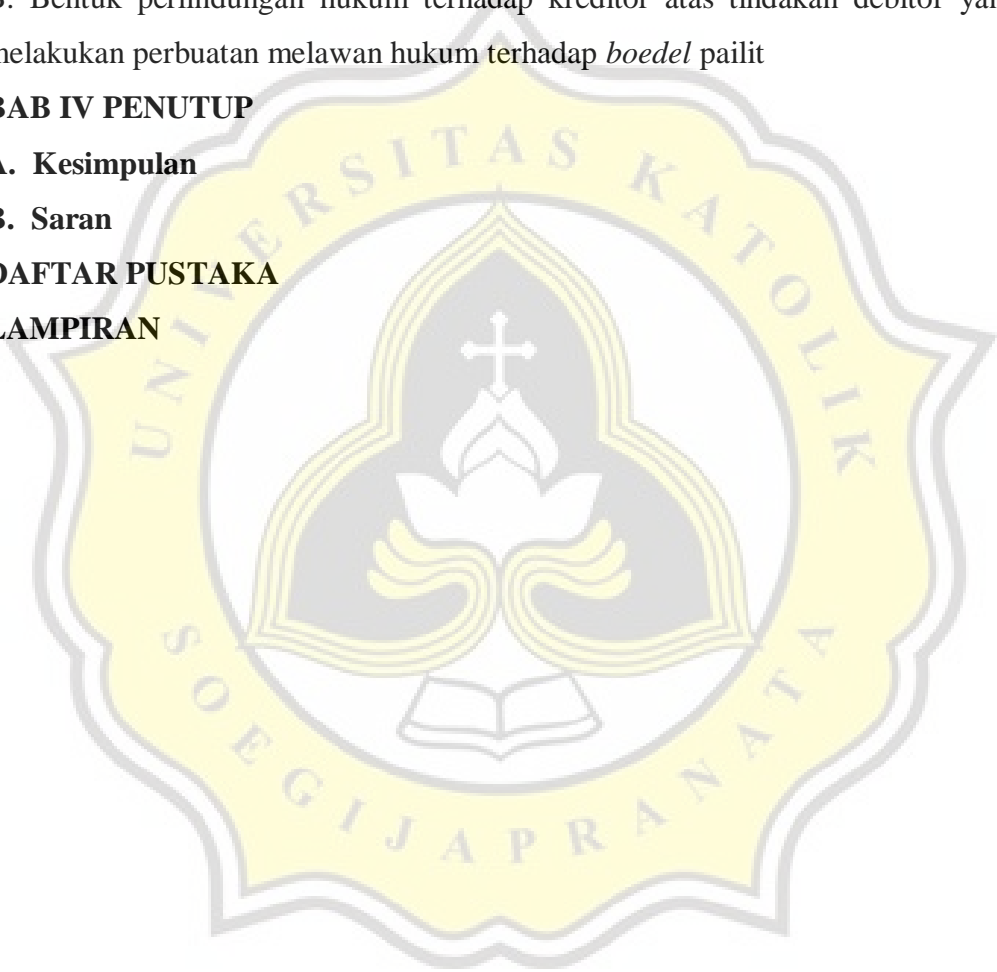 . Bentuk perlindungan hukum terhadap kreditor atas tindakan debitor
melakukan perbuatan melawan hukum terhadap boedel pailit
BAB IV PENUTUP
A. Kesimpulan
B. Saran
DAFTAR PUSTAKA
LAMPIRAN
UNIVERSITAS KATOLIK
SOEGIJAPRANATA